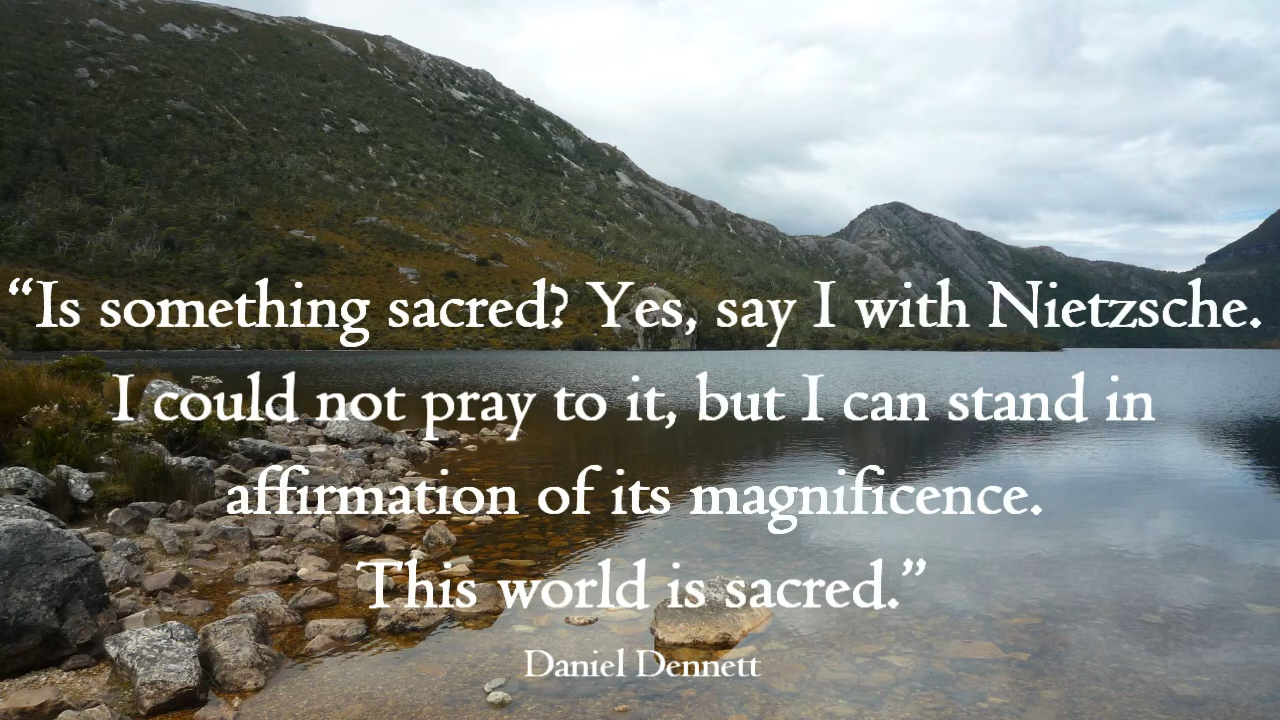 “Is something sacred? Yes, say I with Nietzsche.
I could not pray to it, but I can stand in
affirmation of its magnificence.
This world is sacred.”
Daniel Dennett